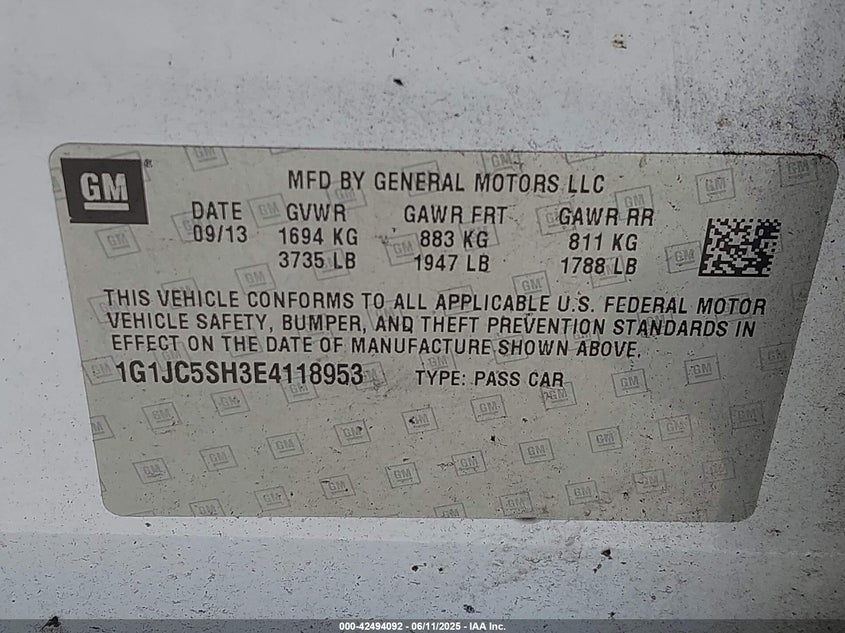 GM
MFD BY GENERAL MOTORS LLC
DATE GVWR GAWR FRT GAWR RR
09/13 1694 KG 883 KG 811 KG
3735 LB 1947 LB 1788 LB
THIS VEHICLE CONFORMS TO ALL APPLICABLE U.S. FEDERAL MOTOR
VEHICLE SAFETY, BUMPER, AND THEFT PREVENTION STANDARDS IN
EFFECT ON THE DATE OF MANUFACTURE SHOWN ABOVE.
1G1JC5SH3E4118953 TYPE: PASS CAR
000-42494092 - 06/11/2025 - IAA Inc.